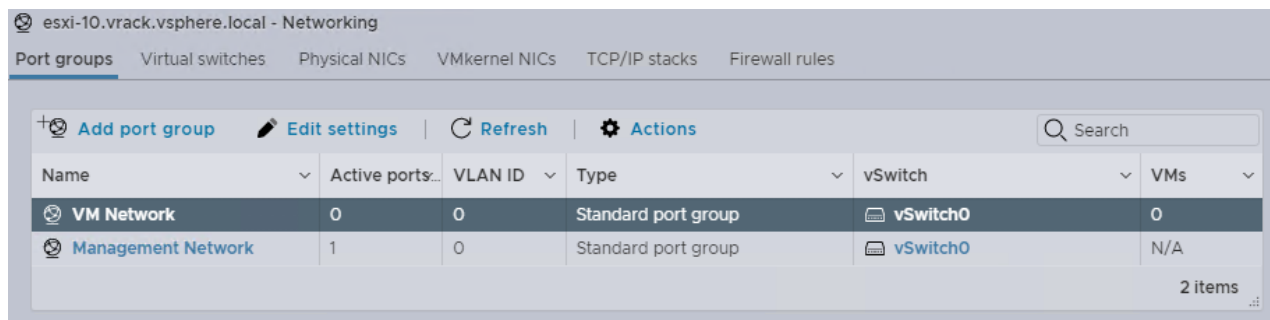 esxi-10.vrack.vsphere.local - Networking
Port groups Virtual switches Physical NICs VMkernel NICs TCP/IP stacks Firewall rules
Add port group Edit settings | Refresh | Actions Search
Name Active ports... VLAN ID Type vSwitch VMs
VM Network 0 0 Standard port group vSwitch0 0
Management Network 1 0 Standard port group vSwitch0 N/A
2 items